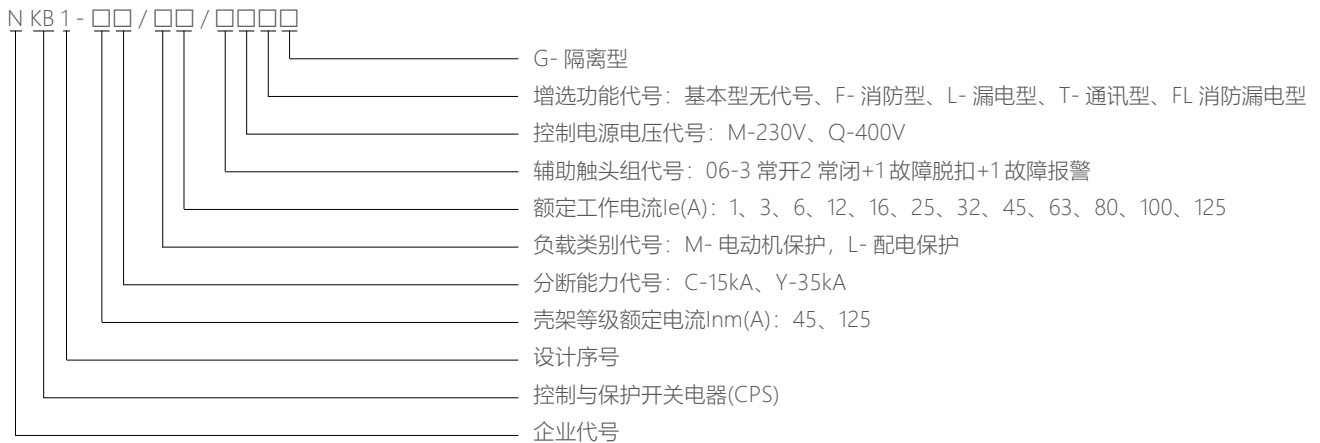 N KB 1 - □□ / □□ / □□□□
G- 隔离型
增选功能代号：基本型无代号、F- 消防型、L- 漏电型、T- 通讯型、FL 消防漏电型
控制电源电压代号：M-230V、Q-400V
辅助触头组代号：06-3 常开2 常闭+1 故障脱扣+1 故障报警
额定工作电流Ie(A)：1、3、6、12、16、25、32、45、63、80、100、125
负载类别代号：M- 电动机保护，L- 配电保护
分断能力代号：C-15kA、Y-35kA
壳架等级额定电流Inm(A)：45、125
设计序号
控制与保护开关电器(CPS)
企业代号